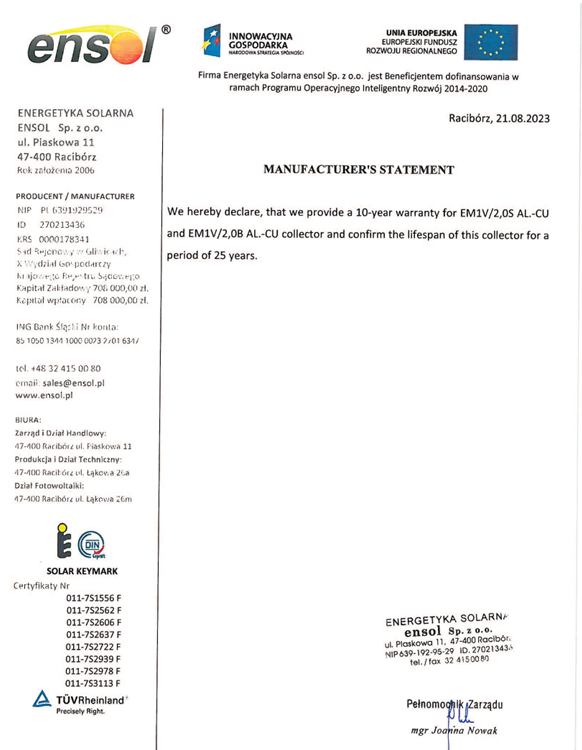 ensol®
INNOWACYJNA
GOSPODARKA
NARODOWA STRATEGIA SPÓJNOŚCI
UNIA EUROPEJSKA
EUROPEJSKI FUNDUSZ
ROZWOJU REGIONALNEGO
Firma Energetyka Solarna ensol Sp. z o.o. jest Beneficjentem dofinansowania w
ramach Programu Operacyjnego Inteligentny Rozwój 2014-2020
Racibórz, 21.08.2023
ENERGETYKA SOLARNA
ENSOL Sp. z o.o.
ul. Piaskowa 11
47-400 Racibórz
Rok założenia 2006
MANUFACTURER'S STATEMENT
We hereby declare, that we provide a 10-year warranty for EM1V/2,0S AL.-CU
and EM1V/2,0B AL.-CU collector and confirm the lifespan of this collector for a
period of 25 years.
PRODUCENT / MANUFACTURER
NIP PL 6391929529
ID 270213436
KRS 0000178341
Sąd Rejonowy w Gliwicach,
X Wydział Gospodarczy
Krajowego Rejestru Sądowego
Kapitał Zakładowy 708 000,00 zł.
Kapitał wpłacony 708 000,00 zł.
ING Bank Śląski Nr konta:
85 1050 1344 1000 0023 2701 6347
tel. +48 32 415 00 80
email: sales@ensol.pl
www.ensol.pl
BIURA:
Zarząd i Dział Handlowy:
47-400 Racibórz ul. Piaskowa 11
Produkcja i Dział Techniczny:
47-400 Racibórz ul. Łąkowa 26a
Dział Fotowoltaiki:
47-400 Racibórz ul. Łąkowa 26m
DIN
SOLAR KEYMARK
Certyfikaty Nr
011-7S1556 F
011-7S2562 F
011-7S2606 F
011-7S2637 F
011-7S2722 F
011-7S2939 F
011-7S2978 F
011-7S3113 F
TÜVRheinland®
Precisely Right.
ENERGETYKA SOLARNA
ensol Sp. z o.o.
ul. Piaskowa 11, 47-400 Racibórz
NIP 639-192-95-29 ID. 270213436
tel./fax 32 4150080
Pełnomocnik Zarządu
mgr Joanna Nowak